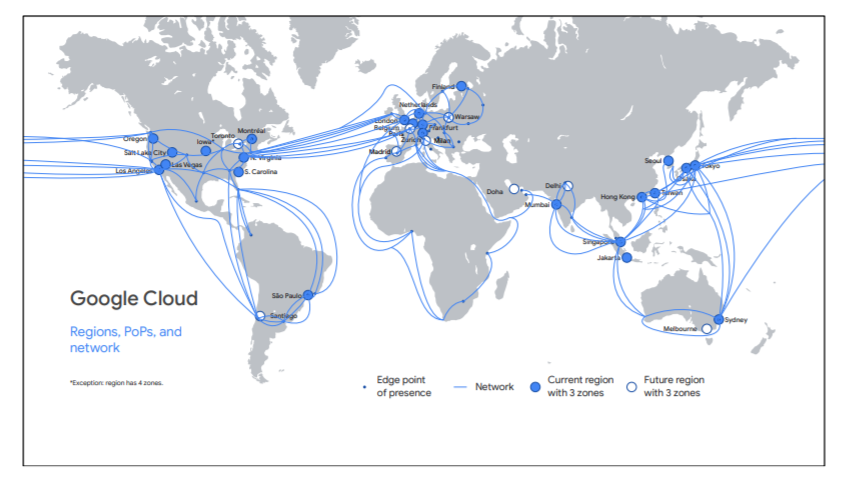 Finland
Netherlands
London
Warsaw
Belgium
Frankfurt
Paris
Zurich
Milan
Madrid
Oregon
Toronto
Montréal
Iowa*
Salt Lake City
N. Virginia
Las Vegas
Los Angeles
S. Carolina
Seoul
Tokyo
Osaka
Doha
Delhi
Hong Kong
Taiwan
Mumbai
Singapore
Jakarta
São Paulo
Santiago
Sydney
Melbourne
Google Cloud
Regions, PoPs, and
network
*Exception: region has 4 zones.
Edge point
of presence
Network
Current region
with 3 zones
Future region
with 3 zones